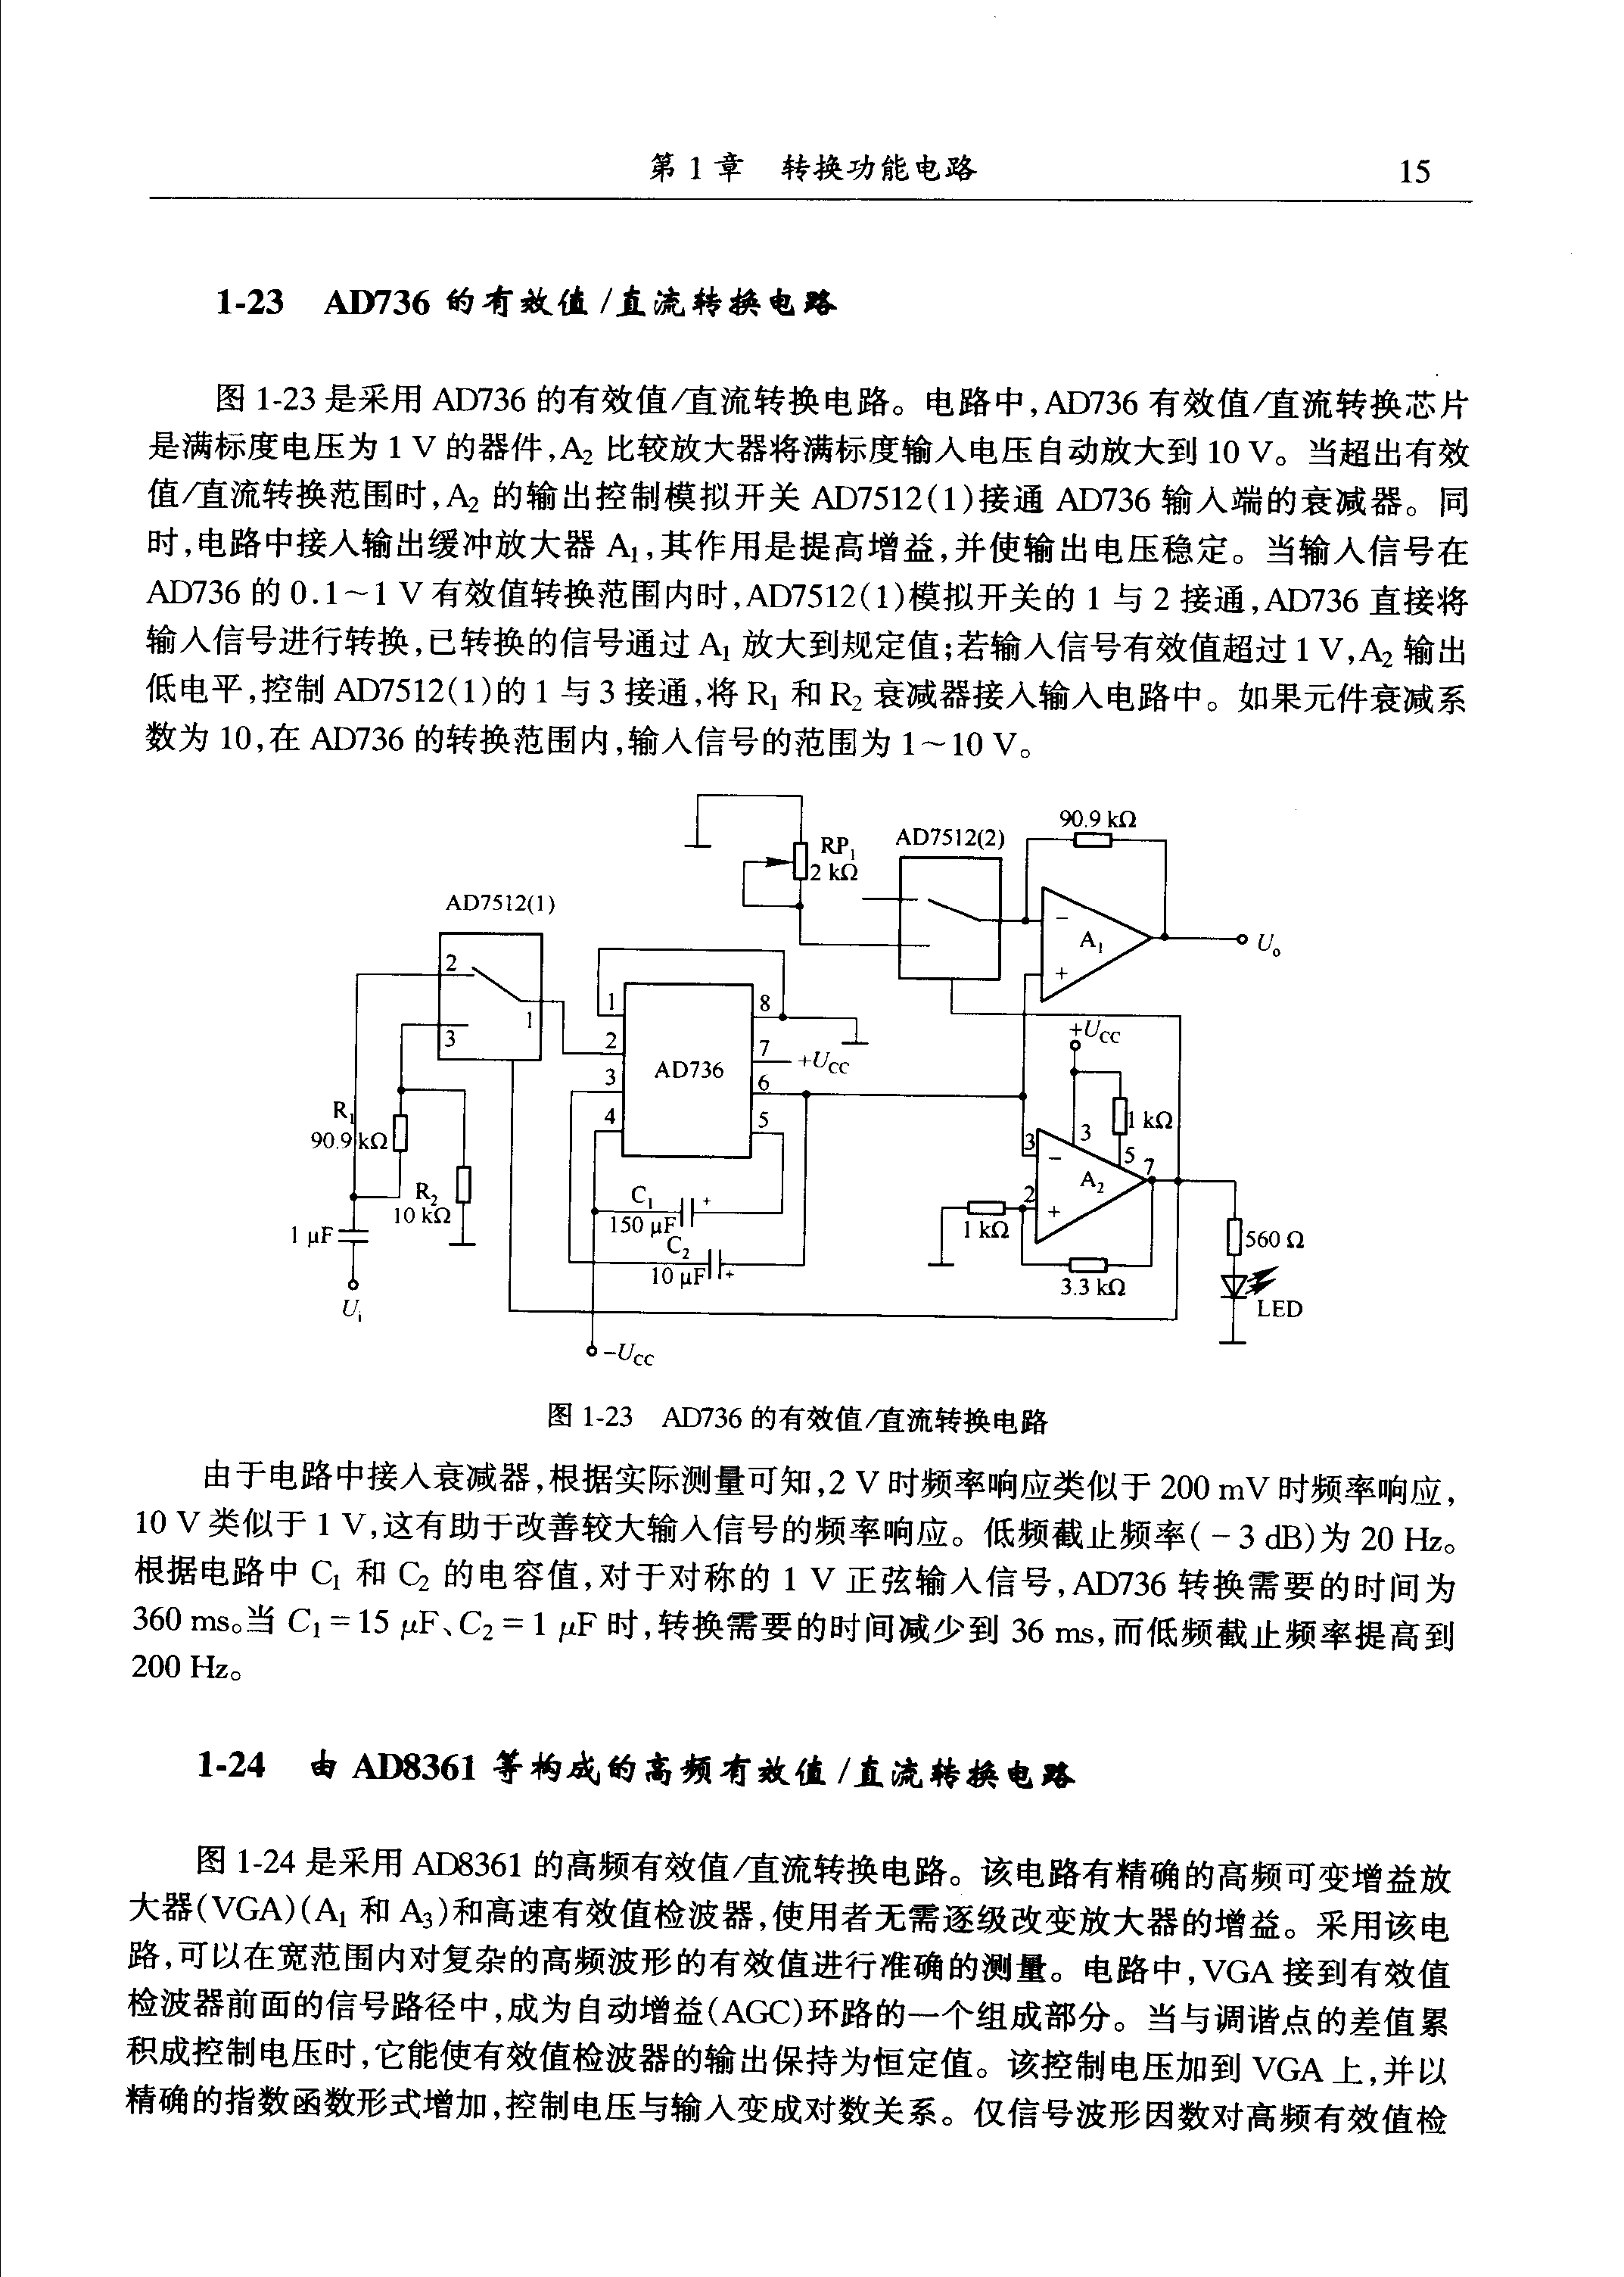 第 1 章 转换功能电路 15
1-23 AD736 的有效值/直流转换电路
图 1-23 是采用 AD736 的有效值/直流转换电路。电路中,AD736 有效值/直流转换芯片
是满标度电压为 1 V 的器件,A₂ 比较放大器将满标度输入电压自动放大到 10 V。当超出有效
值/直流转换范围时,A₂ 的输出控制模拟开关 AD7512(1)接通 AD736 输入端的衰减器。同
时,电路中接入输出缓冲放大器 A₁,其作用是提高增益,并使输出电压稳定。当输入信号在
AD736 的 0.1~1 V 有效值转换范围内时,AD7512(1)模拟开关的 1 与 2 接通,AD736 直接将
输入信号进行转换,已转换的信号通过 A₁ 放大到规定值;若输入信号有效值超过 1 V,A₂ 输出
低电平,控制 AD7512(1)的 1 与 3 接通,将 R₁ 和 R₂ 衰减器接入输入电路中。如果元件衰减系
数为 10,在 AD736 的转换范围内,输入信号的范围为 1~10 V。
90.9 kΩ
RP₁
2 kΩ
AD7512(2)
AD7512(1)
−
A₁
+
Uₒ
2
3
1
1
2
3
4
AD736
8
7
6
5
+U_CC
+U_CC
R₁
90.9 kΩ
R₂
10 kΩ
1 μF
Uᵢ
C₁
150 μF
+
C₂
10 μF
+
−U_CC
1 kΩ
3
3
5
7
−
A₂
2
+
1 kΩ
3.3 kΩ
560 Ω
LED
图 1-23 AD736 的有效值/直流转换电路
由于电路中接入衰减器,根据实际测量可知,2 V 时频率响应类似于 200 mV 时频率响应,
10 V 类似于 1 V,这有助于改善较大输入信号的频率响应。低频截止频率(−3 dB)为 20 Hz。
根据电路中 C₁ 和 C₂ 的电容值,对于对称的 1 V 正弦输入信号,AD736 转换需要的时间为
360 ms。当 C₁=15 μF、C₂=1 μF 时,转换需要的时间减少到 36 ms,而低频截止频率提高到
200 Hz。
1-24 由 AD8361 等构成的高频有效值/直流转换电路
图 1-24 是采用 AD8361 的高频有效值/直流转换电路。该电路有精确的高频可变增益放
大器(VGA)(A₁ 和 A₃)和高速有效值检波器,使用者无需逐级改变放大器的增益。采用该电
路,可以在宽范围内对复杂的高频波形的有效值进行准确的测量。电路中,VGA 接到有效值
检波器前面的信号路径中,成为自动增益(AGC)环路的一个组成部分。当与调谐点的差值累
积成控制电压时,它能使有效值检波器的输出保持为恒定值。该控制电压加到 VGA 上,并以
精确的指数函数形式增加,控制电压与输入变成对数关系。仅信号波形因数对高频有效值检